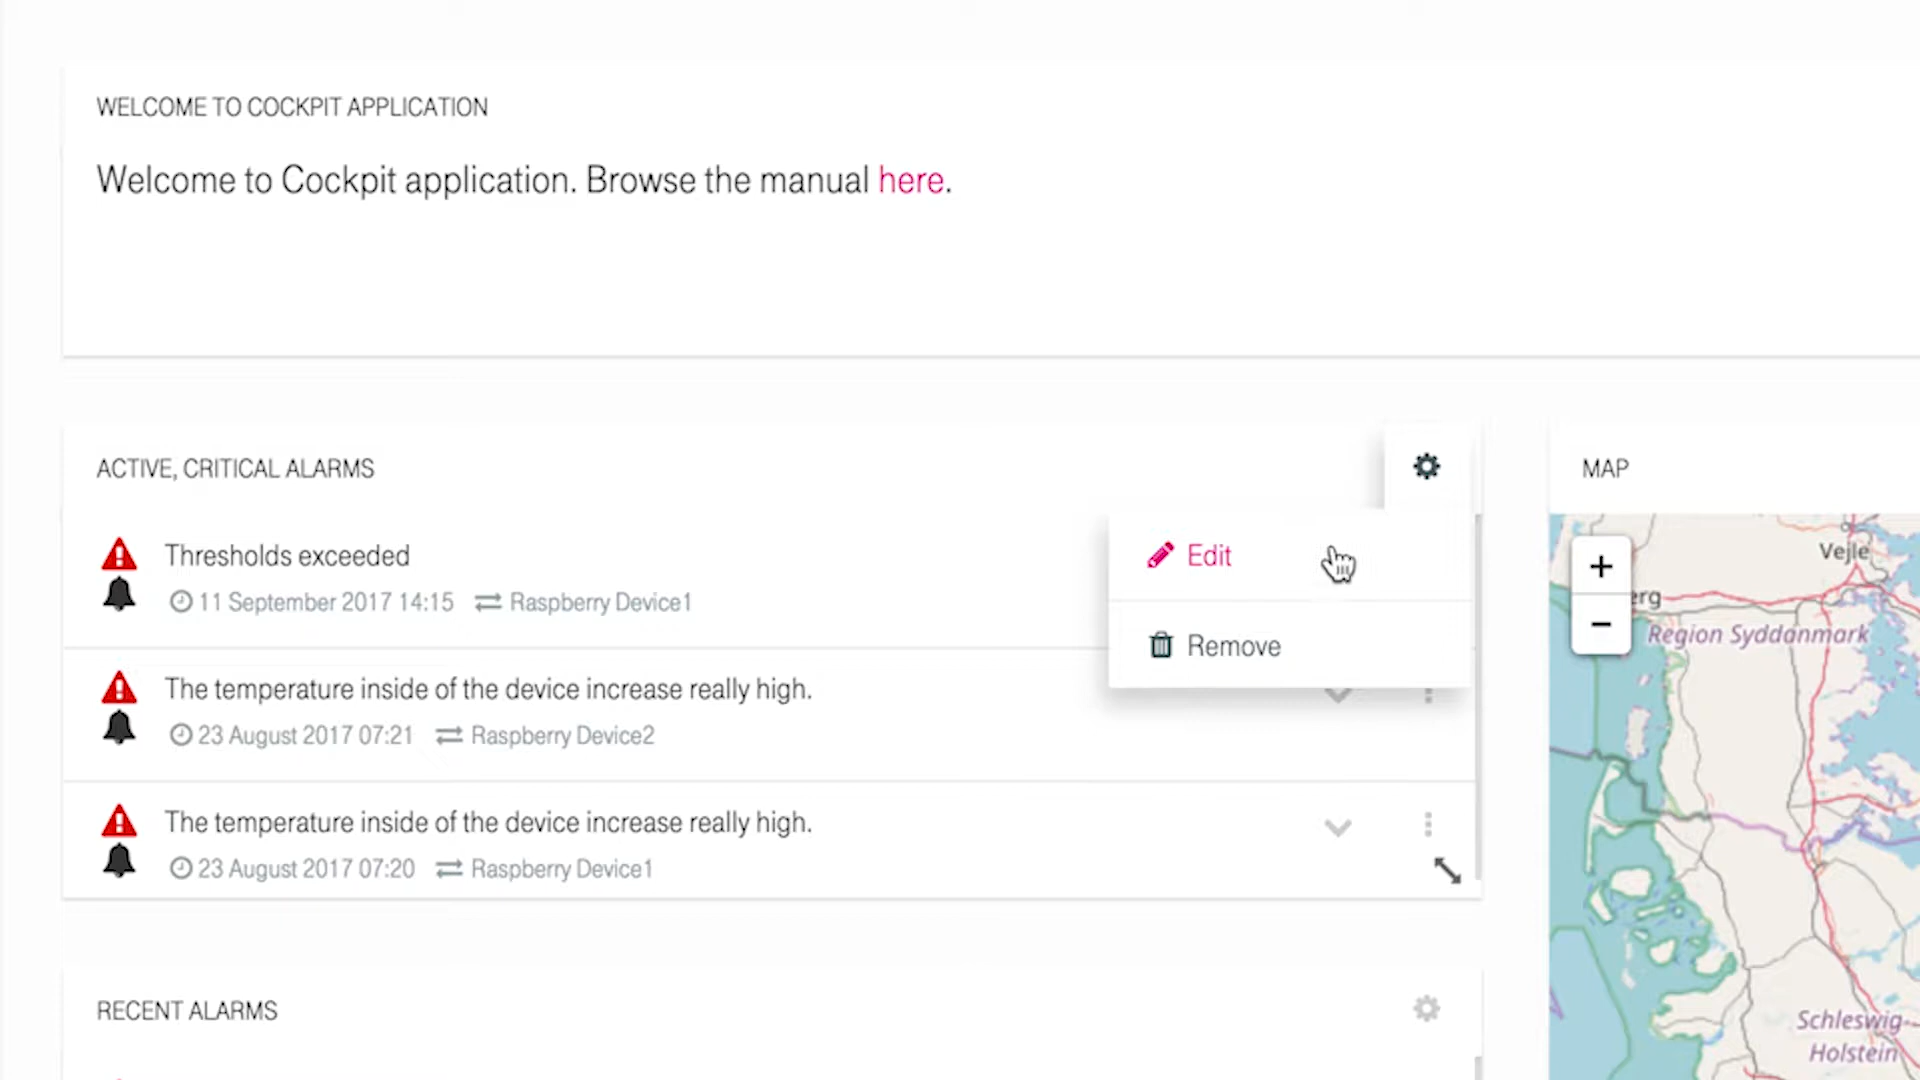 WELCOME TO COCKPIT APPLICATION
Welcome to Cockpit application. Browse the manual here.
ACTIVE, CRITICAL ALARMS
Thresholds exceeded
11 September 2017 14:15 Raspberry Device1
Edit
Remove
The temperature inside of the device increase really high.
23 August 2017 07:21 Raspberry Device2
The temperature inside of the device increase really high.
23 August 2017 07:20 Raspberry Device1
RECENT ALARMS
MAP
+
−
Vejle
erg
Region Syddanmark
Schleswig-
Holstein